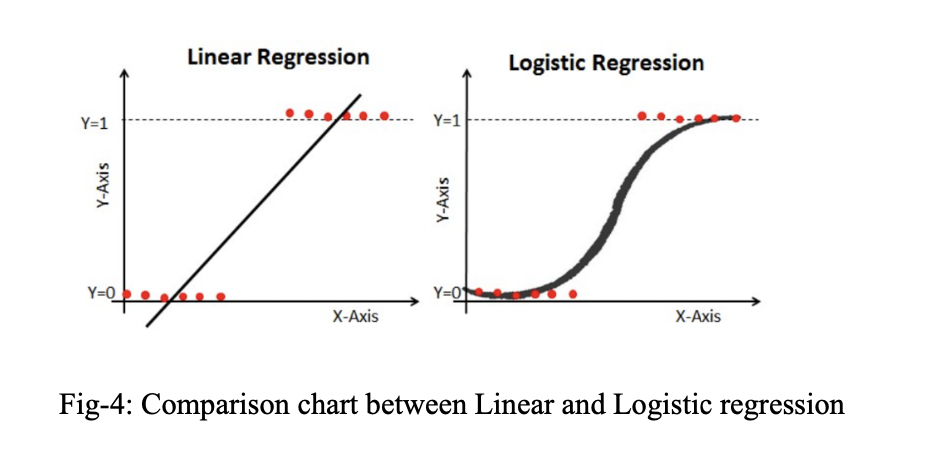 Linear Regression
Y=1
Y-Axis
Y=0
X-Axis
Logistic Regression
Y=1
Y-Axis
Y=0
X-Axis
Fig-4: Comparison chart between Linear and Logistic regression